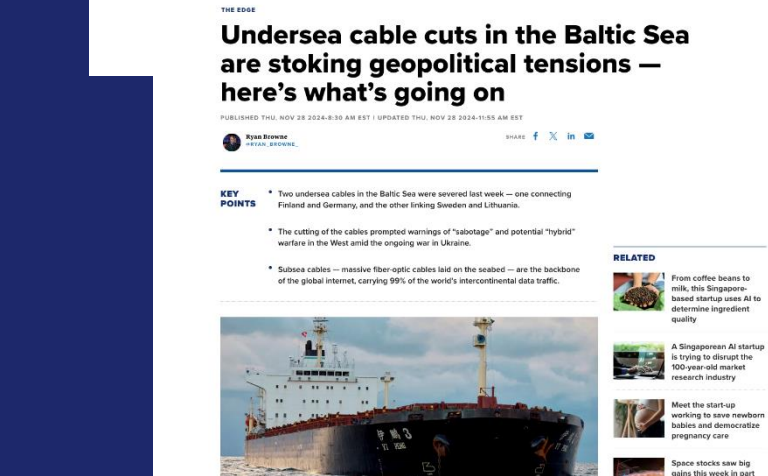 THE EDGE
Undersea cable cuts in the Baltic Sea
are stoking geopolitical tensions —
here’s what’s going on
PUBLISHED THU, NOV 28 2024-8:30 AM EST | UPDATED THU, NOV 28 2024-11:55 AM EST
Ryan Browne
@RYAN_BROWNE_
SHARE
KEY
POINTS
• Two undersea cables in the Baltic Sea were severed last week — one connecting
Finland and Germany, and the other linking Sweden and Lithuania.
• The cutting of the cables prompted warnings of “sabotage” and potential “hybrid”
warfare in the West amid the ongoing war in Ukraine.
• Subsea cables — massive fiber-optic cables laid on the seabed — are the backbone
of the global internet, carrying 99% of the world’s intercontinental data traffic.
伊鹏3
YI PENG 3
RELATED
From coffee beans to
milk, this Singapore-
based startup uses AI to
determine ingredient
quality
A Singaporean AI startup
is trying to disrupt the
100-year-old market
research industry
Meet the start-up
working to save newborn
babies and democratize
pregnancy care
Space stocks saw big
gains this week in part